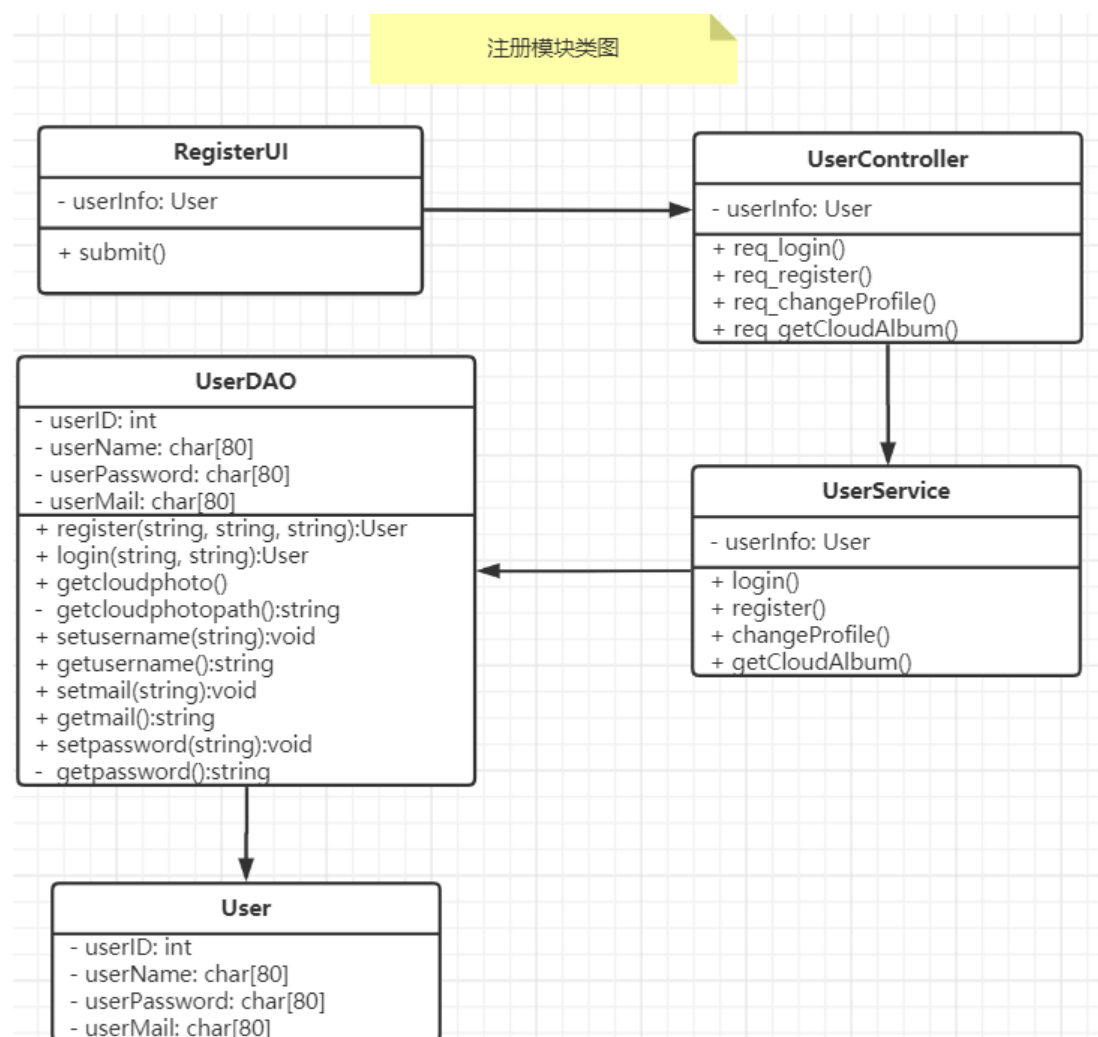 注册模块类图
RegisterUI
- userInfo: User
+ submit()
UserController
- userInfo: User
+ req_login()
+ req_register()
+ req_changeProfile()
+ req_getCloudAlbum()
UserDAO
- userID: int
- userName: char[80]
- userPassword: char[80]
- userMail: char[80]
+ register(string, string, string):User
+ login(string, string):User
+ getcloudphoto()
- getcloudphotopath():string
+ setusername(string):void
+ getusername():string
+ setmail(string):void
+ getmail():string
+ setpassword(string):void
- getpassword():string
UserService
- userInfo: User
+ login()
+ register()
+ changeProfile()
+ getCloudAlbum()
User
- userID: int
- userName: char[80]
- userPassword: char[80]
- userMail: char[80]